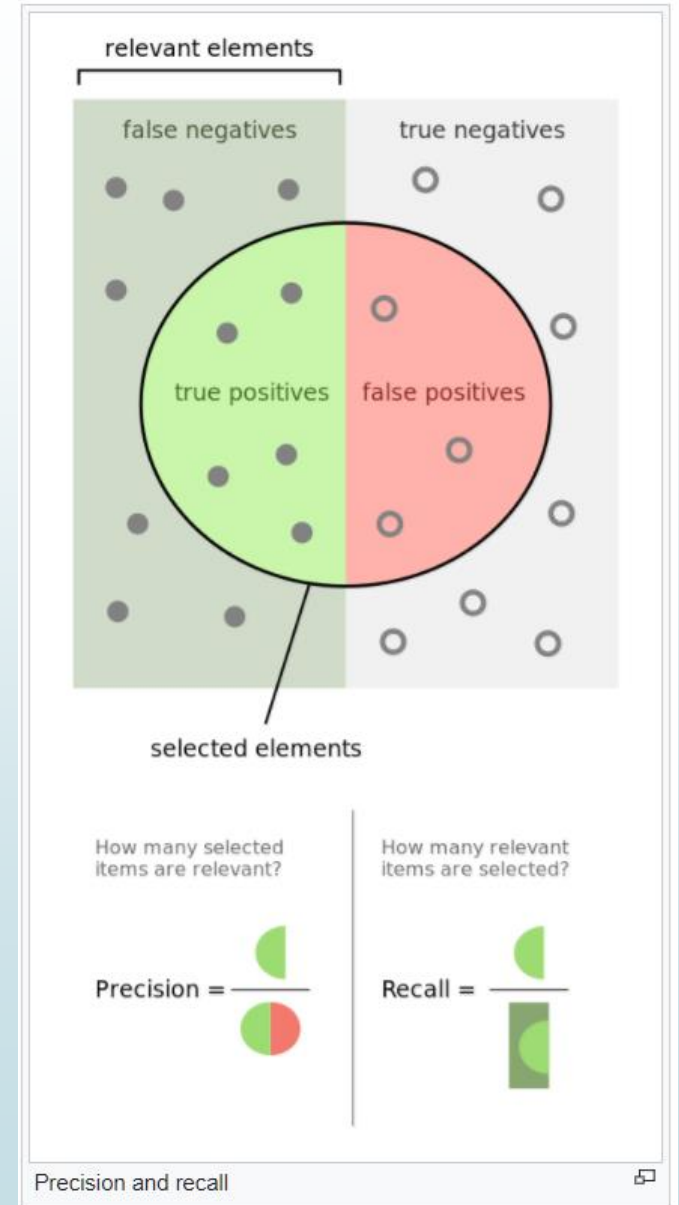 relevant elements
false negatives
true negatives
true positives
false positives
selected elements
How many selected
items are relevant?
How many relevant
items are selected?
Precision =
Recall =
Precision and recall